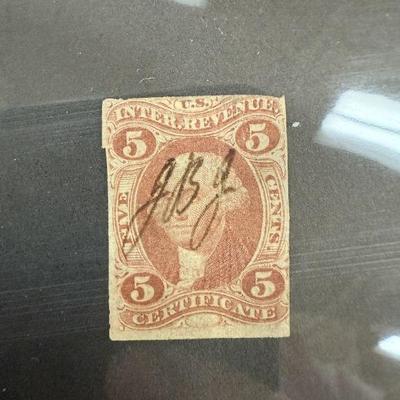 U.S.
INTER. REVENUE
5 5
FIVE CENTS.
5 5
CERTIFICATE